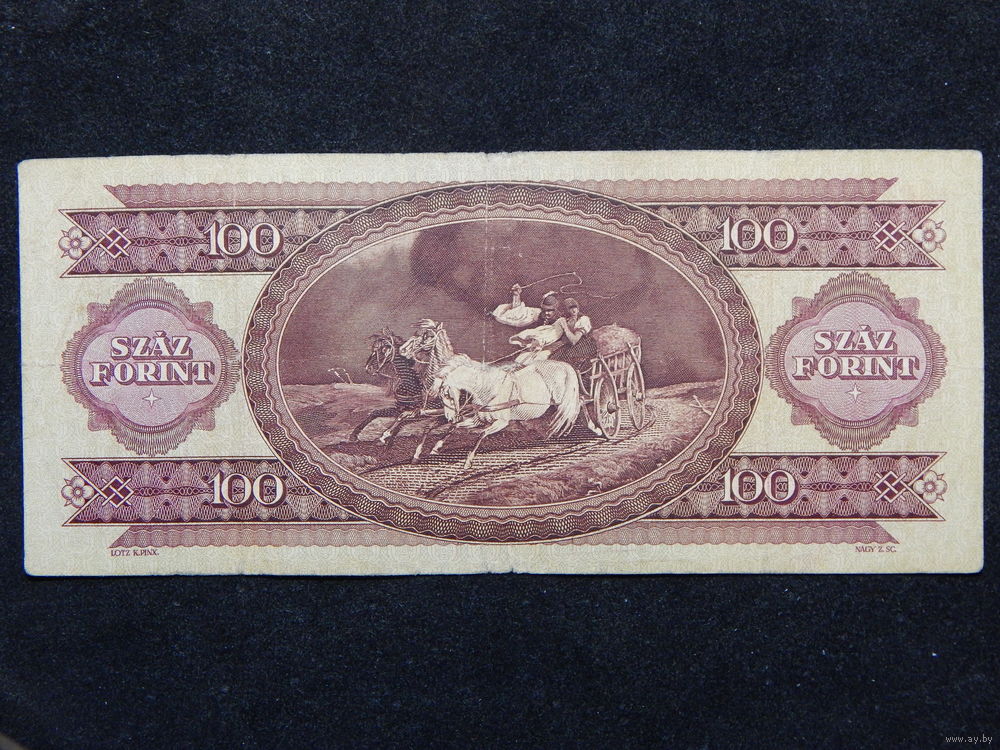 100
100
SZÁZ
FORINT
SZÁZ
FORINT
100
100
LOTZ K. PINX.
NAGY Z. SC.
www.ay.by